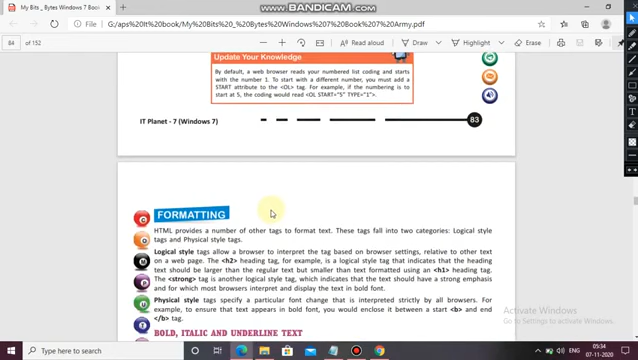 My Bits _ Bytes Windows 7 Book
WWW.BANDICAM.COM
G:/aps It book/My%20Bits%20_%20Bytes%20Windows%207%20Book%207%20Army.pdf
84 of 152
Read aloud
Draw
Highlight
Erase
Update Your Knowledge
By default, a web browser reads your numbered list coding and starts
with the number 1. To start with a different number, you must add a
START attribute to the <OL> tag. For example, if the numbering is to
start at 5, the coding would read <OL START="5" TYPE="1">.
IT Planet - 7 (Windows 7)
83
FORMATTING
HTML provides a number of other tags to format text. These tags fall into two categories: Logical style
tags and Physical style tags.
Logical style tags allow a browser to interpret the tag based on browser settings, relative to other text
on a web page. The <h2> heading tag, for example, is a logical style tag that indicates that the heading
text should be larger than the regular text but smaller than text formatted using an <h1> heading tag.
The <strong> tag is another logical style tag, which indicates that the text should have a strong emphasis
and for which most browsers interpret and display the text in bold font.
Physical style tags specify a particular font change that is interpreted strictly by all browsers. For
example, to ensure that text appears in bold font, you would enclose it between a start <b> and end
</b> tag.
BOLD, ITALIC AND UNDERLINE TEXT
C
O
M
P
U
Activate Windows
Go to Settings to activate Windows.
Type here to search
ENG
05:34
07-11-2020